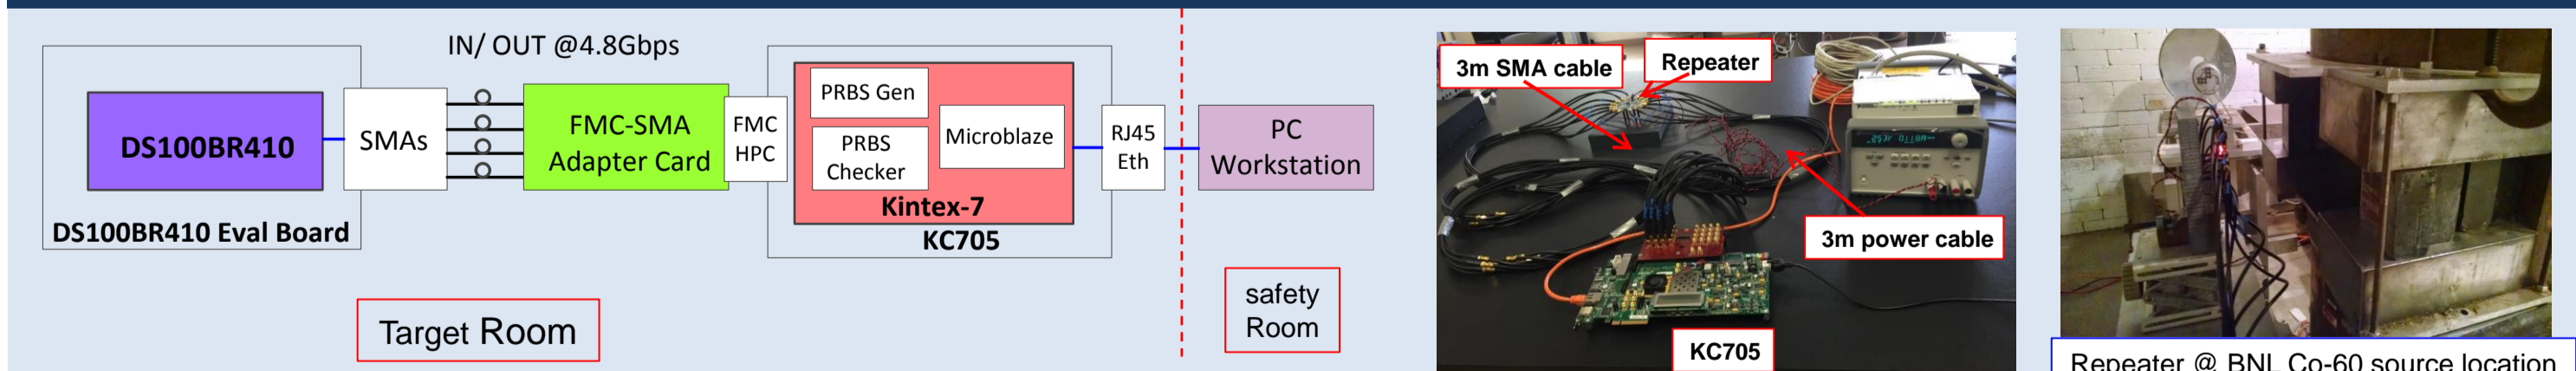 IN/ OUT @4.8Gbps
DS100BR410
SMAs
DS100BR410 Eval Board
FMC-SMA
Adapter Card
FMC
HPC
PRBS Gen
PRBS
Checker
Microblaze
Kintex-7
KC705
RJ45
Eth
PC
Workstation
Target Room
safety
Room
3m SMA cable
Repeater
3m power cable
KC705
Repeater @ BNL Co-60 source location